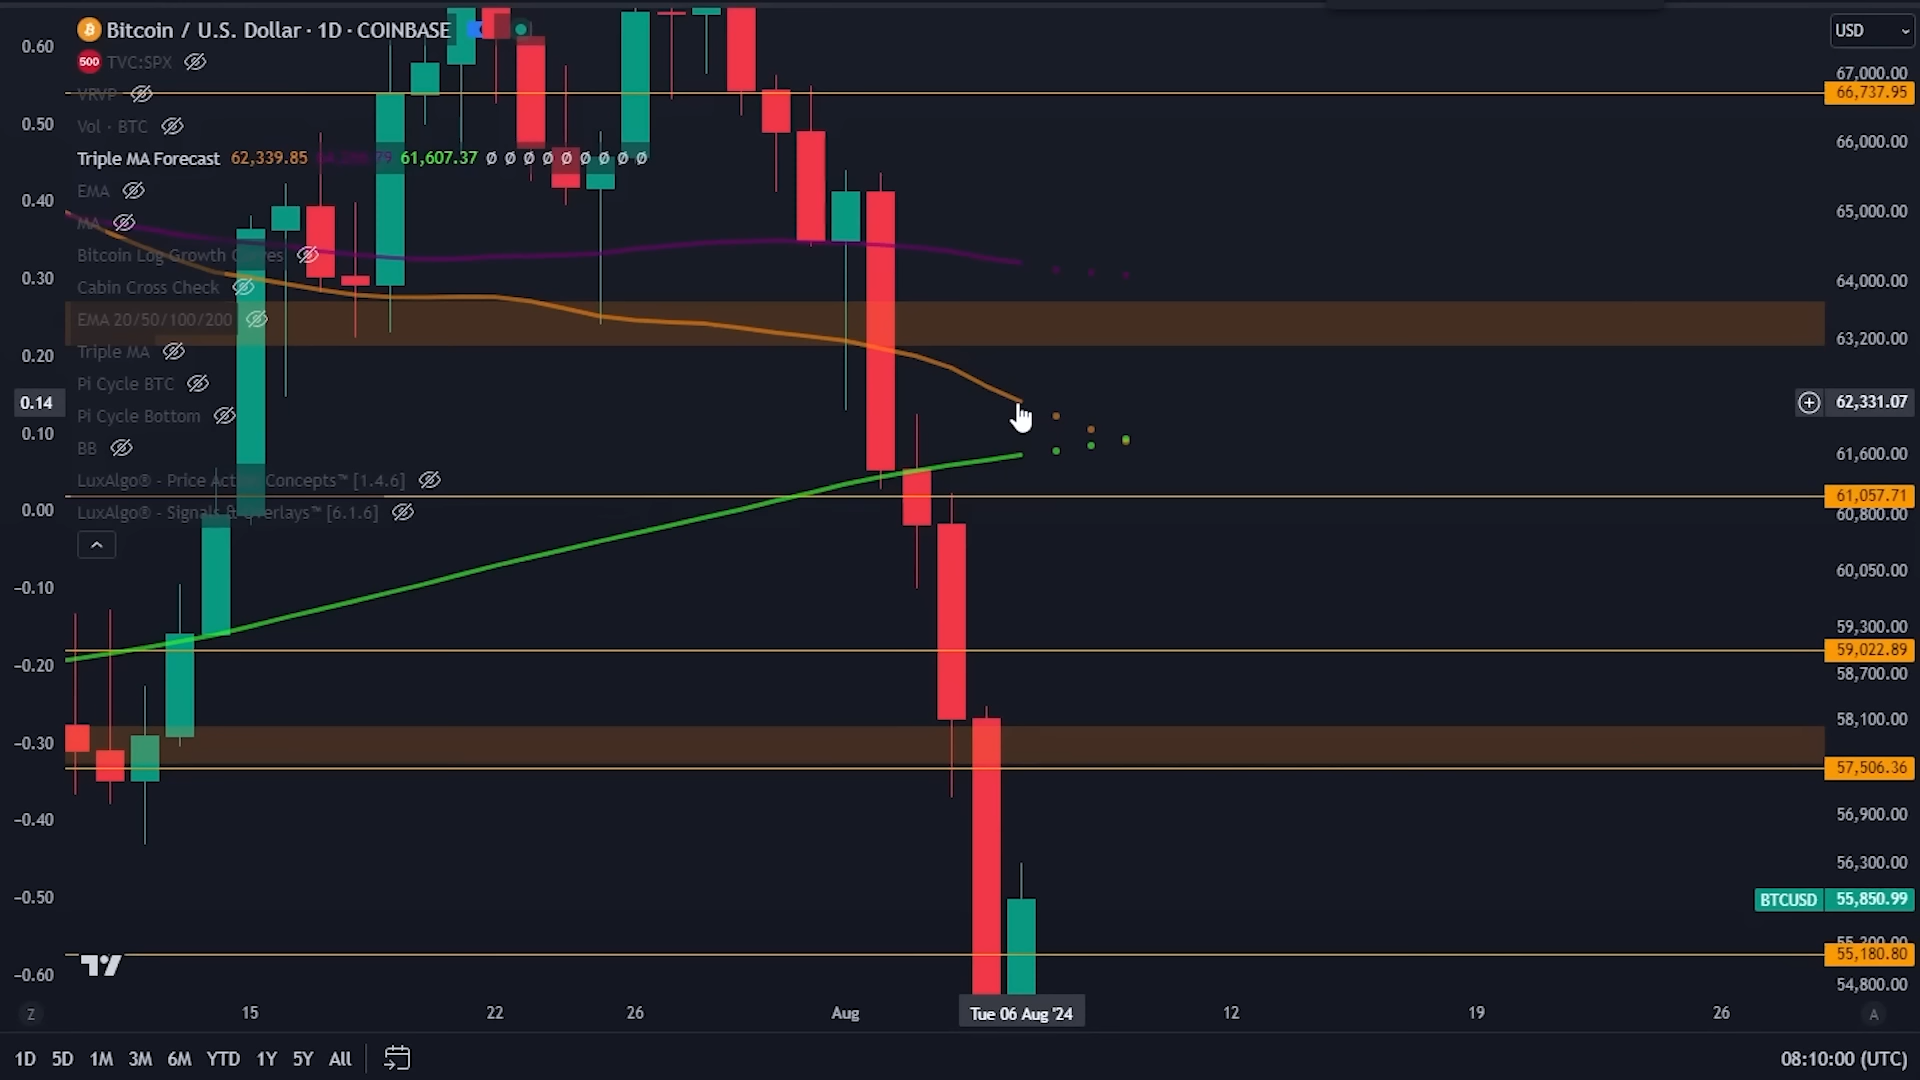 Bitcoin / U.S. Dollar · 1D · COINBASE
500 TVC:SPX
VRVP
Vol · BTC
Triple MA Forecast 62,339.85 61,607.37 Ø Ø Ø Ø Ø Ø Ø Ø Ø
EMA
MA
Bitcoin Log Growth Curves
Cabin Cross Check
EMA 20/50/100/200
Triple MA
Pi Cycle BTC
Pi Cycle Bottom
BB
LuxAlgo® - Price Action Concepts™ [1.4.6]
LuxAlgo® - Signals & Overlays™ [6.1.6]
0.60
0.50
0.40
0.30
0.20
0.14
0.10
0.00
-0.10
-0.20
-0.30
-0.40
-0.50
-0.60
USD
67,000.00
66,737.95
66,000.00
65,000.00
64,000.00
63,200.00
62,331.07
61,600.00
61,057.71
60,800.00
60,050.00
59,300.00
59,022.89
58,700.00
58,100.00
57,506.36
56,900.00
56,300.00
BTCUSD 55,850.99
55,200.00
55,180.80
54,800.00
Z 15 22 26 Aug Tue 06 Aug '24 12 19 26 A
1D 5D 1M 3M 6M YTD 1Y 5Y All 08:10:00 (UTC)